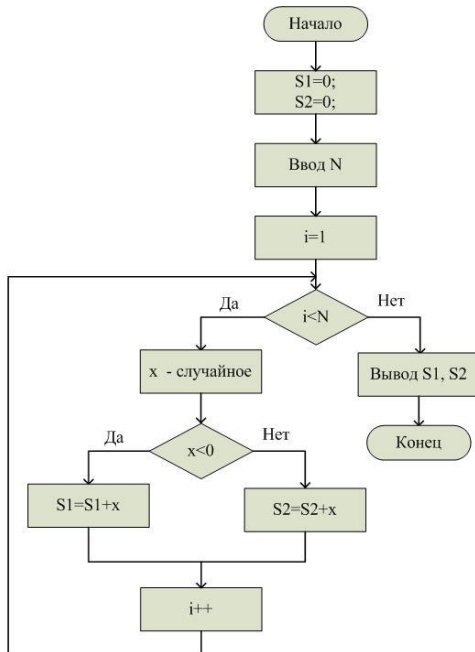 Начало
S1=0;
S2=0;
Ввод N
i=1
Да
i<N
Нет
x - случайное
Вывод S1, S2
Да
x<0
Нет
Конец
S1=S1+x
S2=S2+x
i++